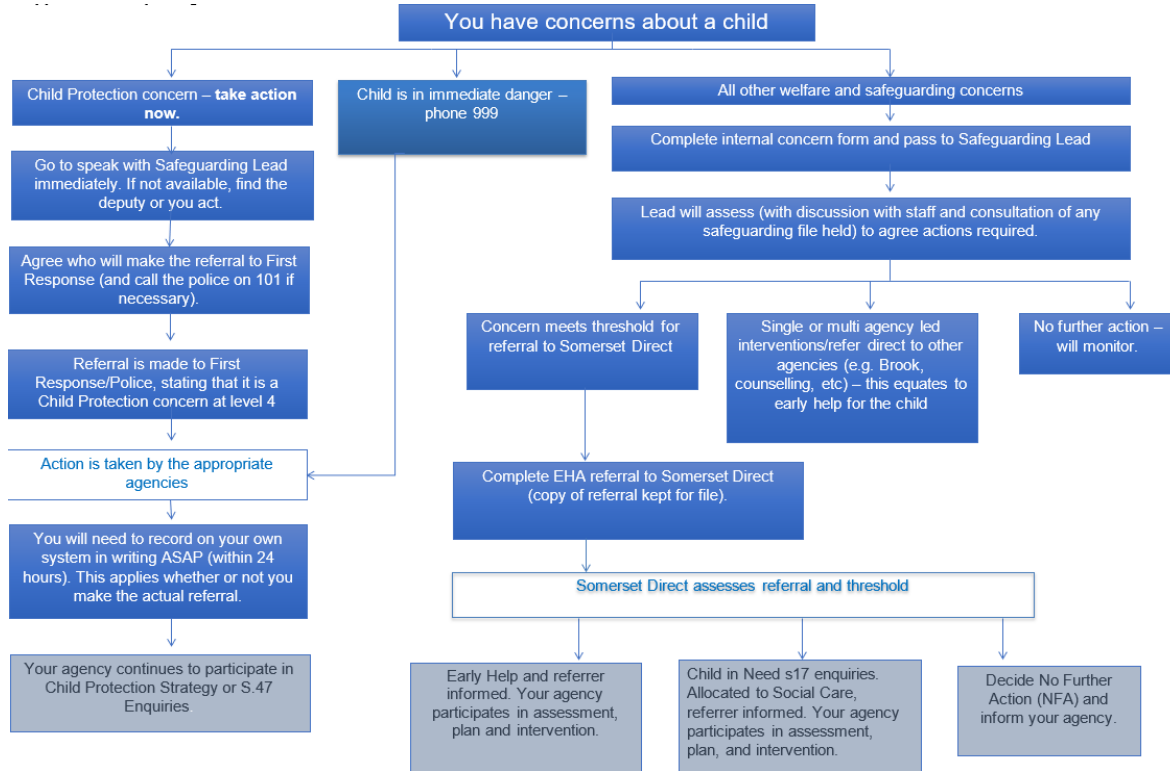 You have concerns about a child
Child Protection concern – take action
now.
Child is in immediate danger –
phone 999
All other welfare and safeguarding concerns
Go to speak with Safeguarding Lead
immediately. If not available, find the
deputy or you act.
Complete internal concern form and pass to Safeguarding Lead
Lead will assess (with discussion with staff and consultation of any
safeguarding file held) to agree actions required.
Agree who will make the referral to First
Response (and call the police on 101 if
necessary).
Concern meets threshold for
referral to Somerset Direct
Single or multi agency led
interventions/refer direct to other
agencies (e.g. Brook,
counselling, etc) – this equates to
early help for the child
No further action –
will monitor.
Referral is made to First
Response/Police, stating that it is a
Child Protection concern at level 4
Action is taken by the appropriate
agencies
Complete EHA referral to Somerset Direct
(copy of referral kept for file).
You will need to record on your own
system in writing ASAP (within 24
hours). This applies whether or not you
make the actual referral.
Somerset Direct assesses referral and threshold
Your agency continues to participate in
Child Protection Strategy or S.47
Enquiries.
Early Help and referrer
informed. Your agency
participates in assessment,
plan and intervention.
Child in Need s17 enquiries.
Allocated to Social Care,
referrer informed. Your agency
participates in assessment,
plan, and intervention.
Decide No Further
Action (NFA) and
inform your agency.